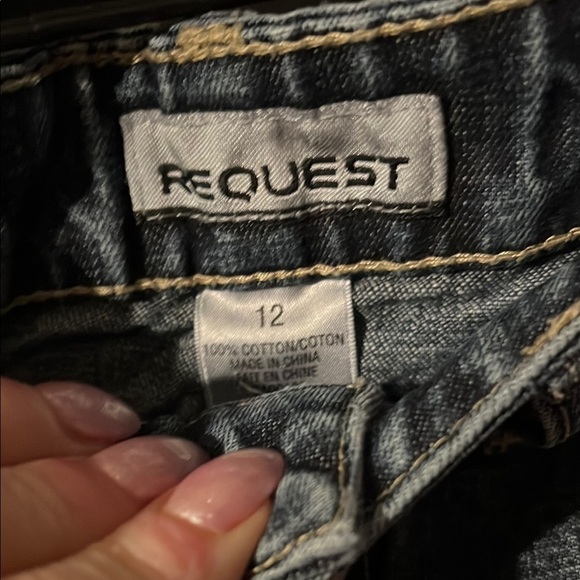 REQUEST
12
100% COTTON/COTON
MADE IN CHINA
FAIT EN CHINE